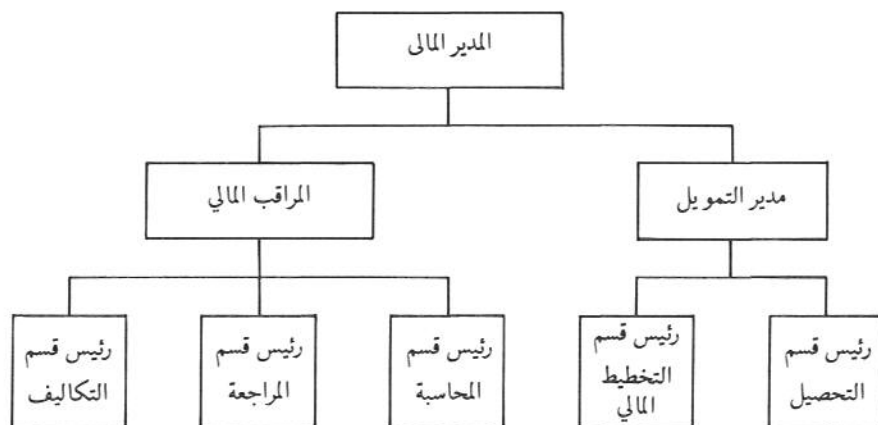 المدير المالى
مدير التمويل
المراقب المالي
رئيس قسم
التحصيل
رئيس قسم
التخطيط
المالي
رئيس قسم
المحاسبة
رئيس قسم
المراجعة
رئيس قسم
التكاليف